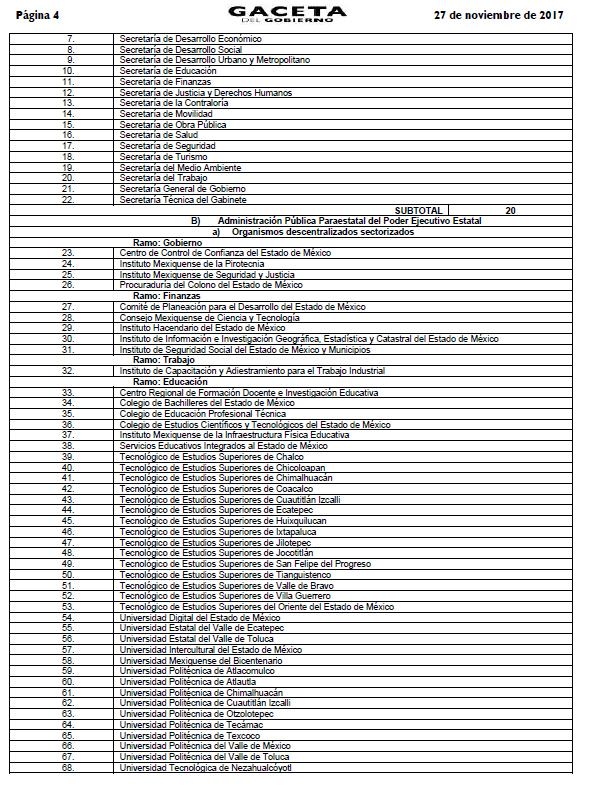 Página 4
GACETA
DEL GOBIERNO
27 de noviembre de 2017
7. Secretaría de Desarrollo Económico
8. Secretaría de Desarrollo Social
9. Secretaría de Desarrollo Urbano y Metropolitano
10. Secretaría de Educación
11. Secretaría de Finanzas
12. Secretaría de Justicia y Derechos Humanos
13. Secretaría de la Contraloría
14. Secretaría de Movilidad
15. Secretaría de Obra Pública
16. Secretaría de Salud
17. Secretaría de Seguridad
18. Secretaría de Turismo
19. Secretaría del Medio Ambiente
20. Secretaría del Trabajo
21. Secretaría General de Gobierno
22. Secretaría Técnica del Gabinete
SUBTOTAL 20
B) Administración Pública Paraestatal del Poder Ejecutivo Estatal
a) Organismos descentralizados sectorizados
Ramo: Gobierno
23. Centro de Control de Confianza del Estado de México
24. Instituto Mexiquense de la Pirotecnia
25. Instituto Mexiquense de Seguridad y Justicia
26. Procuraduría del Colono del Estado de México
Ramo: Finanzas
27. Comité de Planeación para el Desarrollo del Estado de México
28. Consejo Mexiquense de Ciencia y Tecnología
29. Instituto Hacendario del Estado de México
30. Instituto de Información e Investigación Geográfica, Estadística y Catastral del Estado de México
31. Instituto de Seguridad Social del Estado de México y Municipios
Ramo: Trabajo
32. Instituto de Capacitación y Adiestramiento para el Trabajo Industrial
Ramo: Educación
33. Centro Regional de Formación Docente e Investigación Educativa
34. Colegio de Bachilleres del Estado de México
35. Colegio de Educación Profesional Técnica
36. Colegio de Estudios Científicos y Tecnológicos del Estado de México
37. Instituto Mexiquense de la Infraestructura Física Educativa
38. Servicios Educativos Integrados al Estado de México
39. Tecnológico de Estudios Superiores de Chalco
40. Tecnológico de Estudios Superiores de Chicoloapan
41. Tecnológico de Estudios Superiores de Chimalhuacán
42. Tecnológico de Estudios Superiores de Coacalco
43. Tecnológico de Estudios Superiores de Cuautitlán Izcalli
44. Tecnológico de Estudios Superiores de Ecatepec
45. Tecnológico de Estudios Superiores de Huixquilucan
46. Tecnológico de Estudios Superiores de Ixtapaluca
47. Tecnológico de Estudios Superiores de Jilotepec
48. Tecnológico de Estudios Superiores de Jocotitlán
49. Tecnológico de Estudios Superiores de San Felipe del Progreso
50. Tecnológico de Estudios Superiores de Tianguistenco
51. Tecnológico de Estudios Superiores de Valle de Bravo
52. Tecnológico de Estudios Superiores de Villa Guerrero
53. Tecnológico de Estudios Superiores del Oriente del Estado de México
54. Universidad Digital del Estado de México
55. Universidad Estatal del Valle de Ecatepec
56. Universidad Estatal del Valle de Toluca
57. Universidad Intercultural del Estado de México
58. Universidad Mexiquense del Bicentenario
59. Universidad Politécnica de Atlacomulco
60. Universidad Politécnica de Atlautla
61. Universidad Politécnica de Chimalhuacán
62. Universidad Politécnica de Cuautitlán Izcalli
63. Universidad Politécnica de Otzolotepec
64. Universidad Politécnica de Tecámac
65. Universidad Politécnica de Texcoco
66. Universidad Politécnica del Valle de México
67. Universidad Politécnica del Valle de Toluca
68. Universidad Tecnológica de Nezahualcóyotl